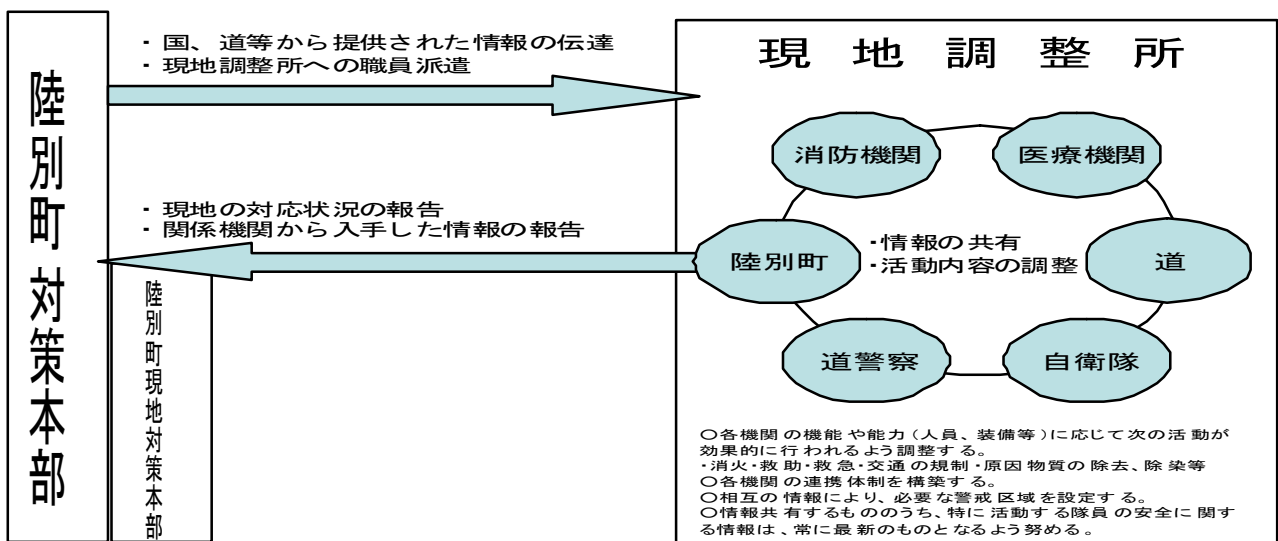 陸別町対策本部
・国、道等から提供された情報の伝達
・現地調整所への職員派遣
・現地の対応状況の報告
・関係機関から入手した情報の報告
陸別町現地対策本部
現地調整所
消防機関
医療機関
陸別町
・情報の共有
・活動内容の調整
道
道警察
自衛隊
○各機関の機能や能力(人員、装備等)に応じて次の活動が
効果的に行われるよう調整する。
・消火・救助・救急・交通の規制・原因物質の除去、除染等
○各機関の連携体制を構築する。
○相互の情報により、必要な警戒区域を設定する。
○情報共有するもののうち、特に活動する隊員の安全に関す
る情報は、常に最新のものとなるよう努める。